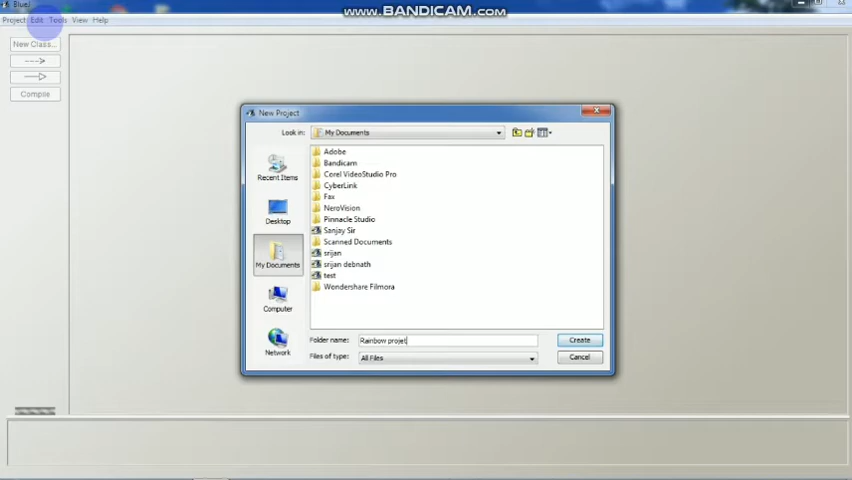 BlueJ
www.BANDICAM.com
Project Edit Tools View Help
New Class...
Compile
New Project
Look in: My Documents
Recent Items
Desktop
My Documents
Computer
Network
Adobe
Bandicam
Corel VideoStudio Pro
CyberLink
Fax
NeroVision
Pinnacle Studio
Sanjay Sir
Scanned Documents
srijan
srijan debnath
test
Wondershare Filmora
Folder name: Rainbow projet
Create
Files of type: All Files
Cancel